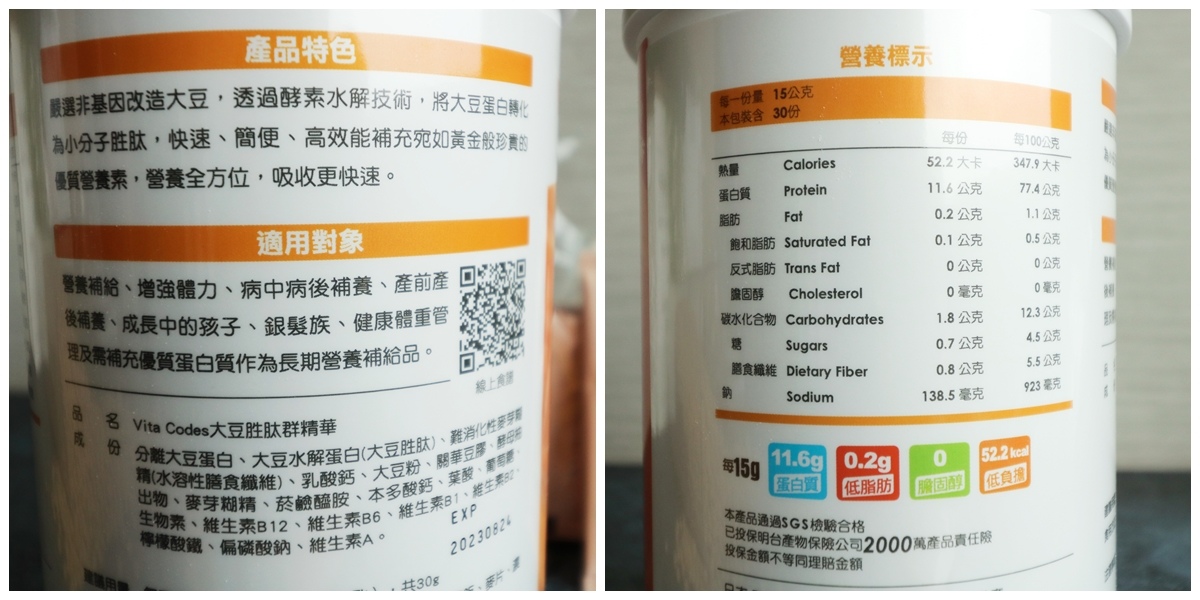 產品特色
嚴選非基因改造大豆，透過酵素水解技術，將大豆蛋白轉化
為小分子胜肽，快速、簡便、高效能補充宛如黃金般珍貴的
優質營養素，營養全方位，吸收更快速。
適用對象
營養補給、增強體力、病中病後補養、產前產
後補養、成長中的孩子、銀髮族、健康體重管
理及需補充優質蛋白質作為長期營養補給品。
線上食譜
品 名 Vita Codes大豆胜肽群精華
成 份 分離大豆蛋白、大豆水解蛋白(大豆胜肽)、難消化性麥芽糊
精(水溶性膳食纖維)、乳酸鈣、大豆粉、關華豆膠、酵母抽
出物、麥芽糊精、菸鹼醯胺、本多酸鈣、葉酸、葡萄糖、
生物素、維生素B12、維生素B6、維生素B1、維生素B2、
檸檬酸鐵、偏磷酸鈉、維生素A。
EXP
20230824
，共30g
營養標示
每一份量 15公克
本包裝含 30份
每份 每100公克
熱量 Calories 52.2 大卡 347.9 大卡
蛋白質 Protein 11.6 公克 77.4 公克
脂肪 Fat 0.2 公克 1.1 公克
飽和脂肪 Saturated Fat 0.1 公克 0.5 公克
反式脂肪 Trans Fat 0 公克 0 公克
膽固醇 Cholesterol 0 毫克 0 毫克
碳水化合物 Carbohydrates 1.8 公克 12.3 公克
糖 Sugars 0.7 公克 4.5 公克
膳食纖維 Dietary Fiber 0.8 公克 5.5 公克
鈉 Sodium 138.5 毫克 923 毫克
每15g 11.6g 0.2g 0 52.2 kcal
蛋白質 低脂肪 膽固醇 低負擔
本產品通過SGS檢驗合格
已投保明台產物保險公司2000萬產品責任險
投保金額不等同理賠金額